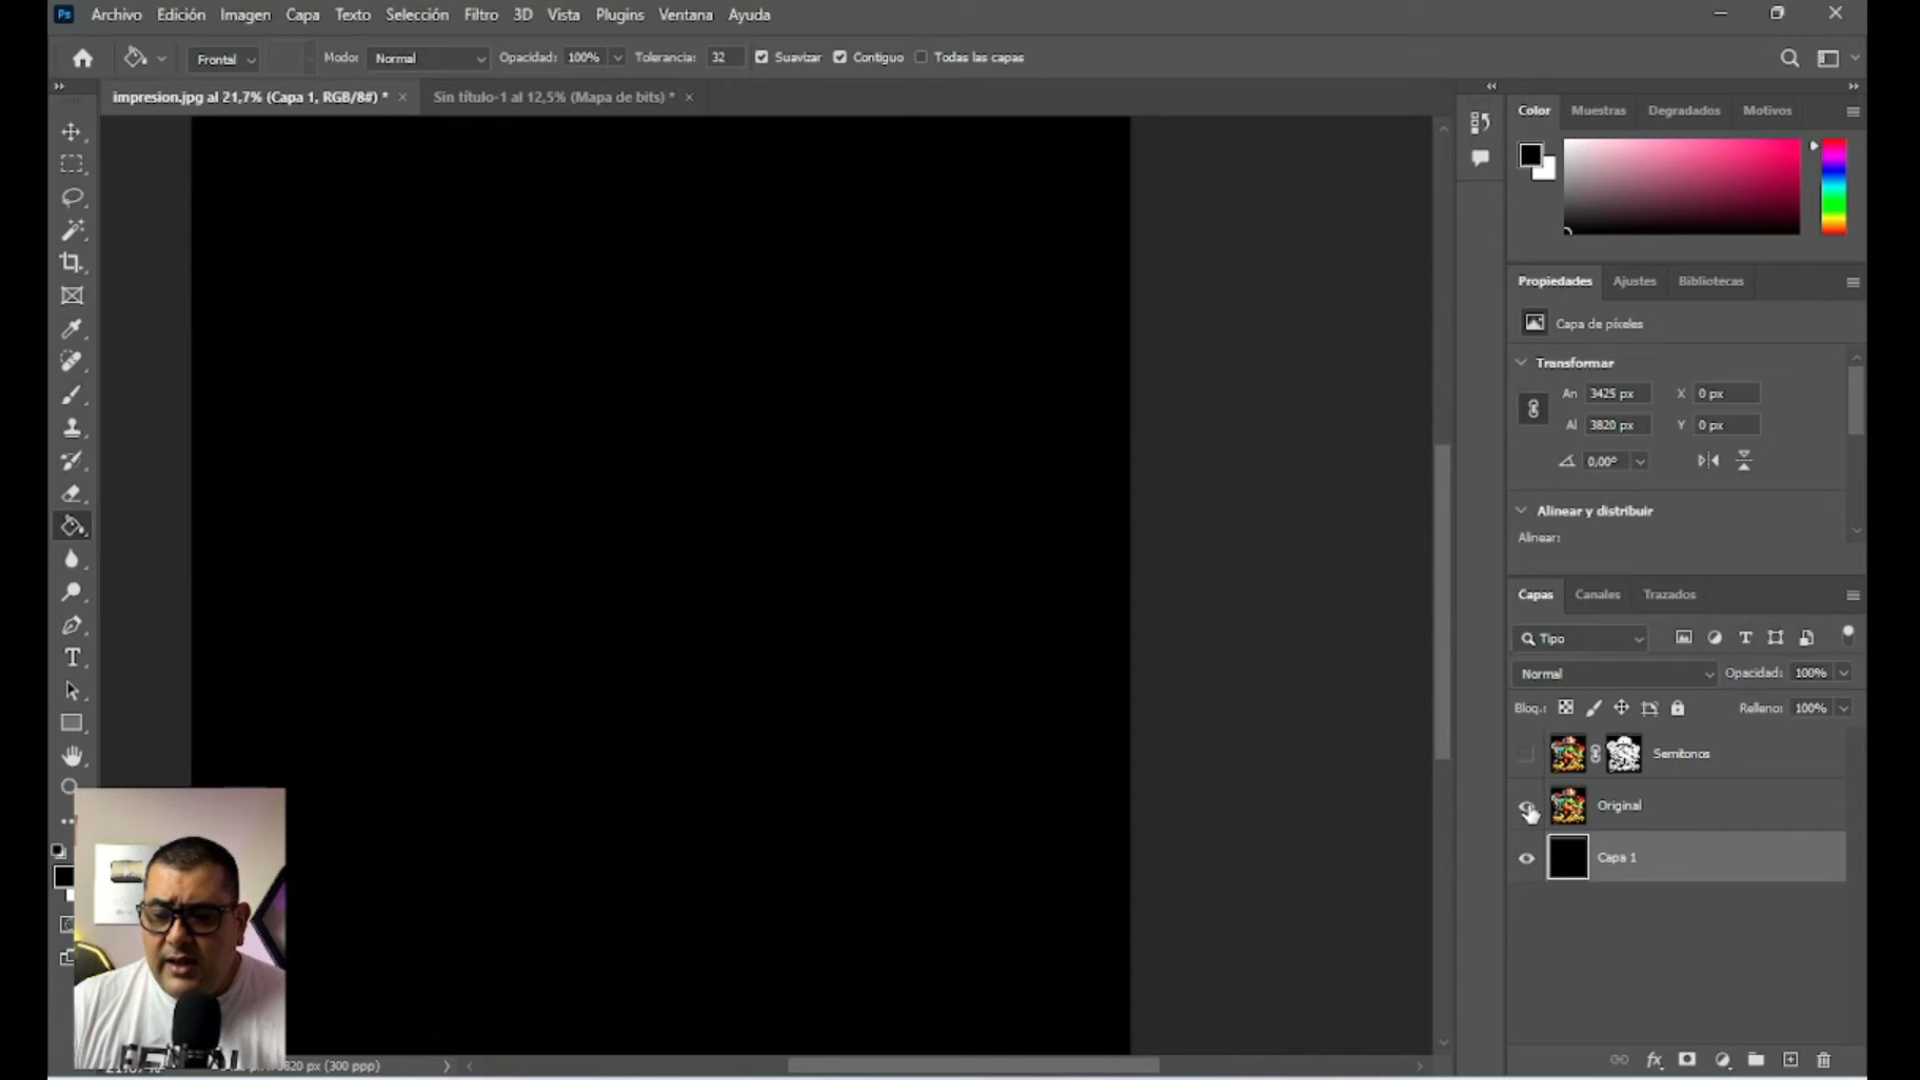 Ps Archivo Edición Imagen Capa Texto Selección Filtro 3D Vista Plugins Ventana Ayuda
Frontal Modo: Normal Opacidad: 100% Tolerancia: 32 Suavizar Contiguo Todas las capas
impresion.jpg al 21,7% (Capa 1, RGB/8#) * Sin título-1 al 12,5% (Mapa de bits) *
Color Muestras Degradados Motivos
Propiedades Ajustes Bibliotecas
Capa de píxeles
Transformar
An 3425 px X 0 px
Al 3820 px Y 0 px
0,00°
Alinear y distribuir
Alinear:
Capas Canales Trazados
Tipo
Normal Opacidad: 100%
Bloq.: Relleno: 100%
Semitonos
Original
Capa 1
820 px (300 ppp)